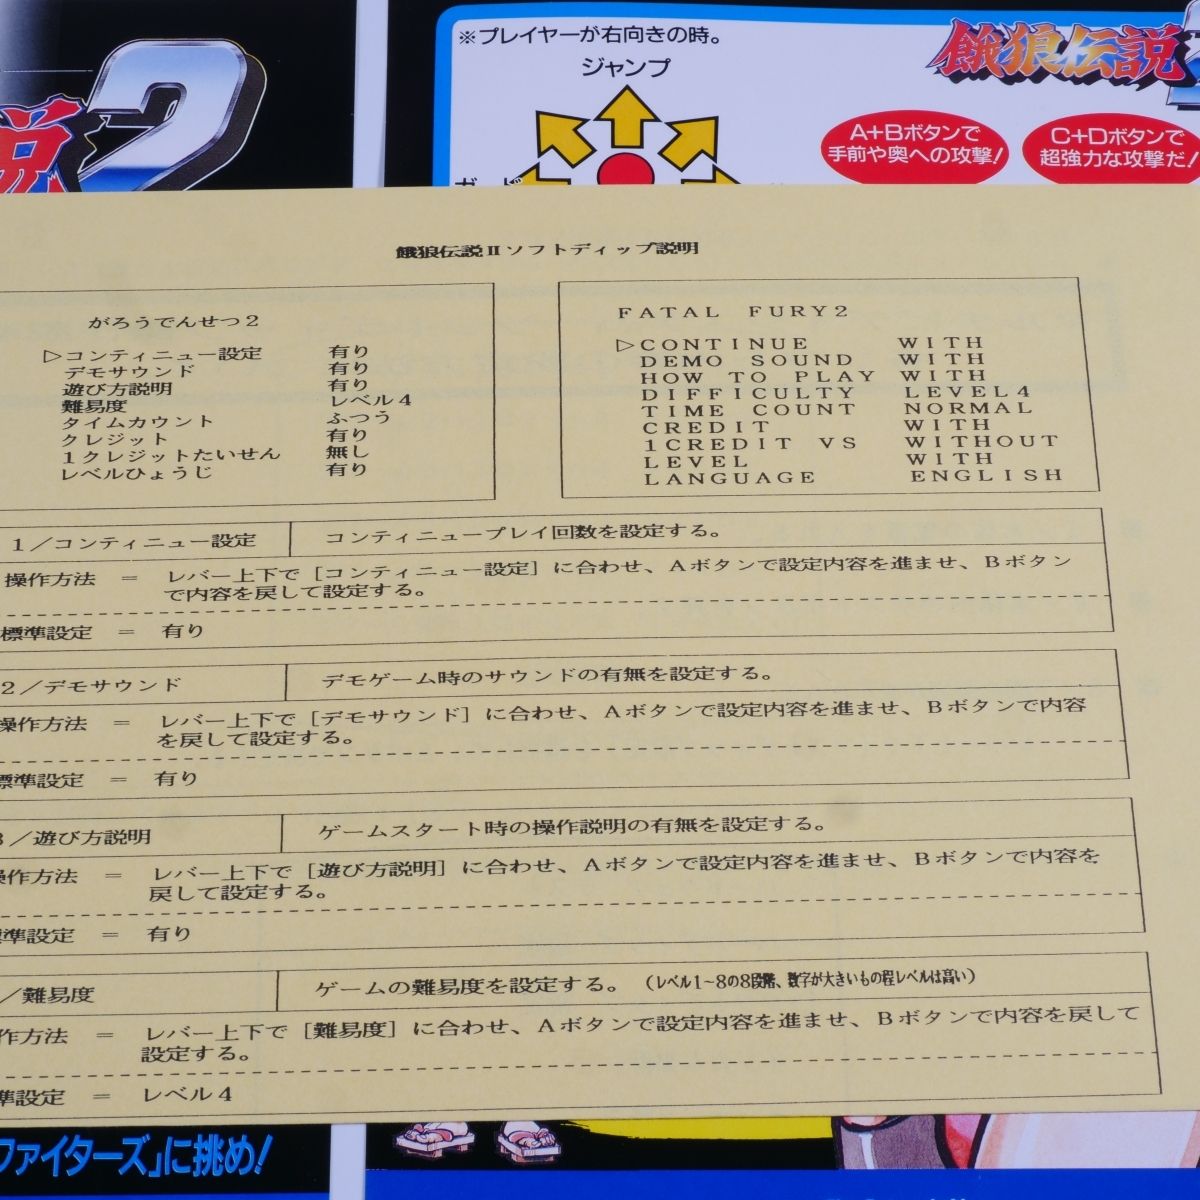 ※プレイヤーが右向きの時。
ジャンプ
餓狼伝説
説2
A+Bボタンで
手前や奥への攻撃!
C+Dボタンで
超強力な攻撃だ!
餓狼伝説Ⅱソフトディップ説明
がろうでんせつ2
▷コンティニュー設定 有り
デモサウンド 有り
遊び方説明 有り
難易度 レベル4
タイムカウント ふつう
クレジット 有り
1クレジットたいせん 無し
レベルひょうじ 有り
FATAL FURY2
▷CONTINUE WITH
DEMO SOUND WITH
HOW TO PLAY WITH
DIFFICULTY LEVEL4
TIME COUNT NORMAL
CREDIT WITH
1CREDIT VS WITHOUT
LEVEL WITH
LANGUAGE ENGLISH
1/コンティニュー設定 コンティニュープレイ回数を設定する。
操作方法 = レバー上下で[コンティニュー設定]に合わせ、Aボタンで設定内容を進ませ、Bボタン
で内容を戻して設定する。
標準設定 = 有り
2/デモサウンド デモゲーム時のサウンドの有無を設定する。
操作方法 = レバー上下で[デモサウンド]に合わせ、Aボタンで設定内容を進ませ、Bボタンで内容
を戻して設定する。
標準設定 = 有り
3/遊び方説明 ゲームスタート時の操作説明の有無を設定する。
操作方法 = レバー上下で[遊び方説明]に合わせ、Aボタンで設定内容を進ませ、Bボタンで内容を
戻して設定する。
準設定 = 有り
/難易度 ゲームの難易度を設定する。(レベル1~8の8段階、数字が大きいもの程レベルは高い)
作方法 = レバー上下で[難易度]に合わせ、Aボタンで設定内容を進ませ、Bボタンで内容を戻して
設定する。
準設定 = レベル4
ファイターズ」に挑め!